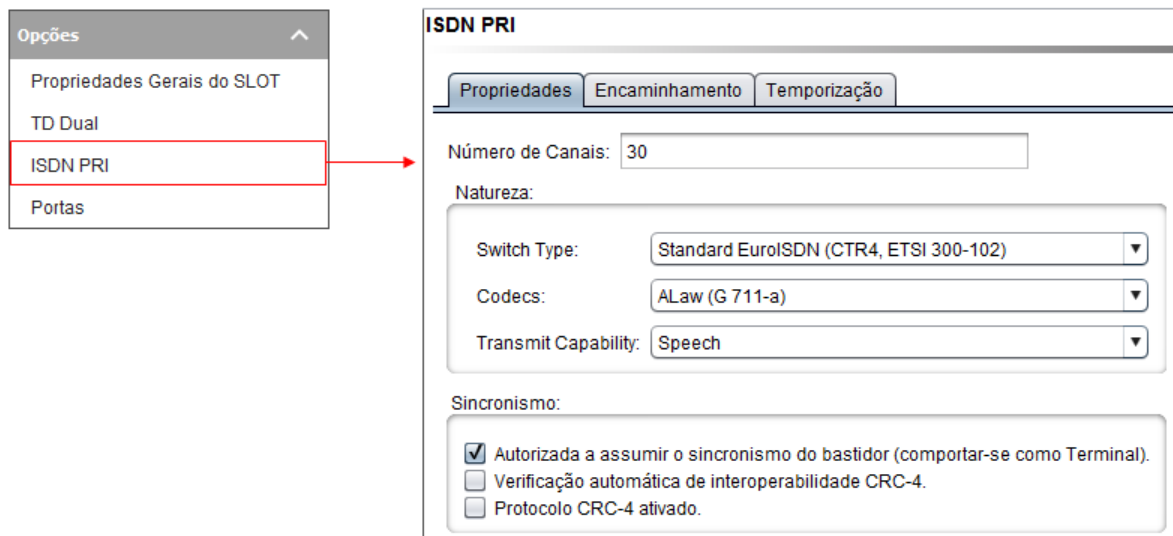 Opções
Propriedades Gerais do SLOT
TD Dual
ISDN PRI
Portas
ISDN PRI
Propriedades Encaminhamento Temporização
Número de Canais: 30
Natureza:
Switch Type: Standard EuroISDN (CTR4, ETSI 300-102)
Codecs: ALaw (G 711-a)
Transmit Capability: Speech
Sincronismo:
Autorizada a assumir o sincronismo do bastidor (comportar-se como Terminal).
Verificação automática de interoperabilidade CRC-4.
Protocolo CRC-4 ativado.